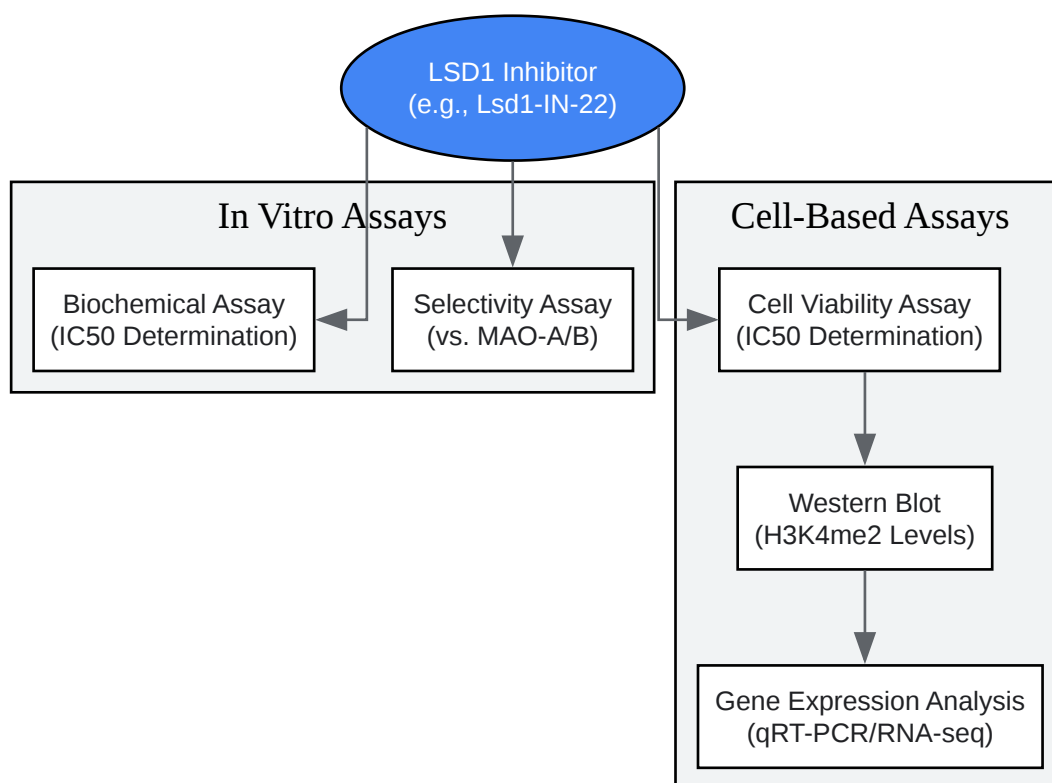 LSD1 Inhibitor
(e.g., Lsd1-IN-22)
In Vitro Assays
Biochemical Assay
(IC50 Determination)
Selectivity Assay
(vs. MAO-A/B)
Cell-Based Assays
Cell Viability Assay
(IC50 Determination)
Western Blot
(H3K4me2 Levels)
Gene Expression Analysis
(qRT-PCR/RNA-seq)